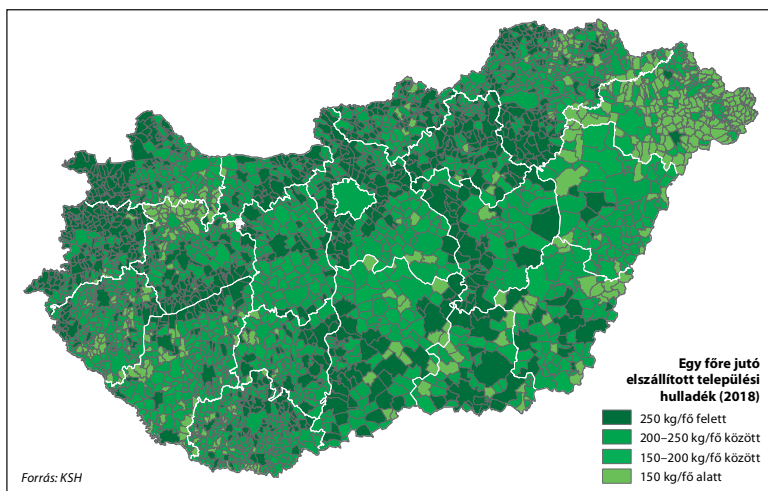 Egy főre jutó
elszállított települési
hulladék (2018)
250 kg/fő felett
200–250 kg/fő között
150–200 kg/fő között
150 kg/fő alatt
Forrás: KSH